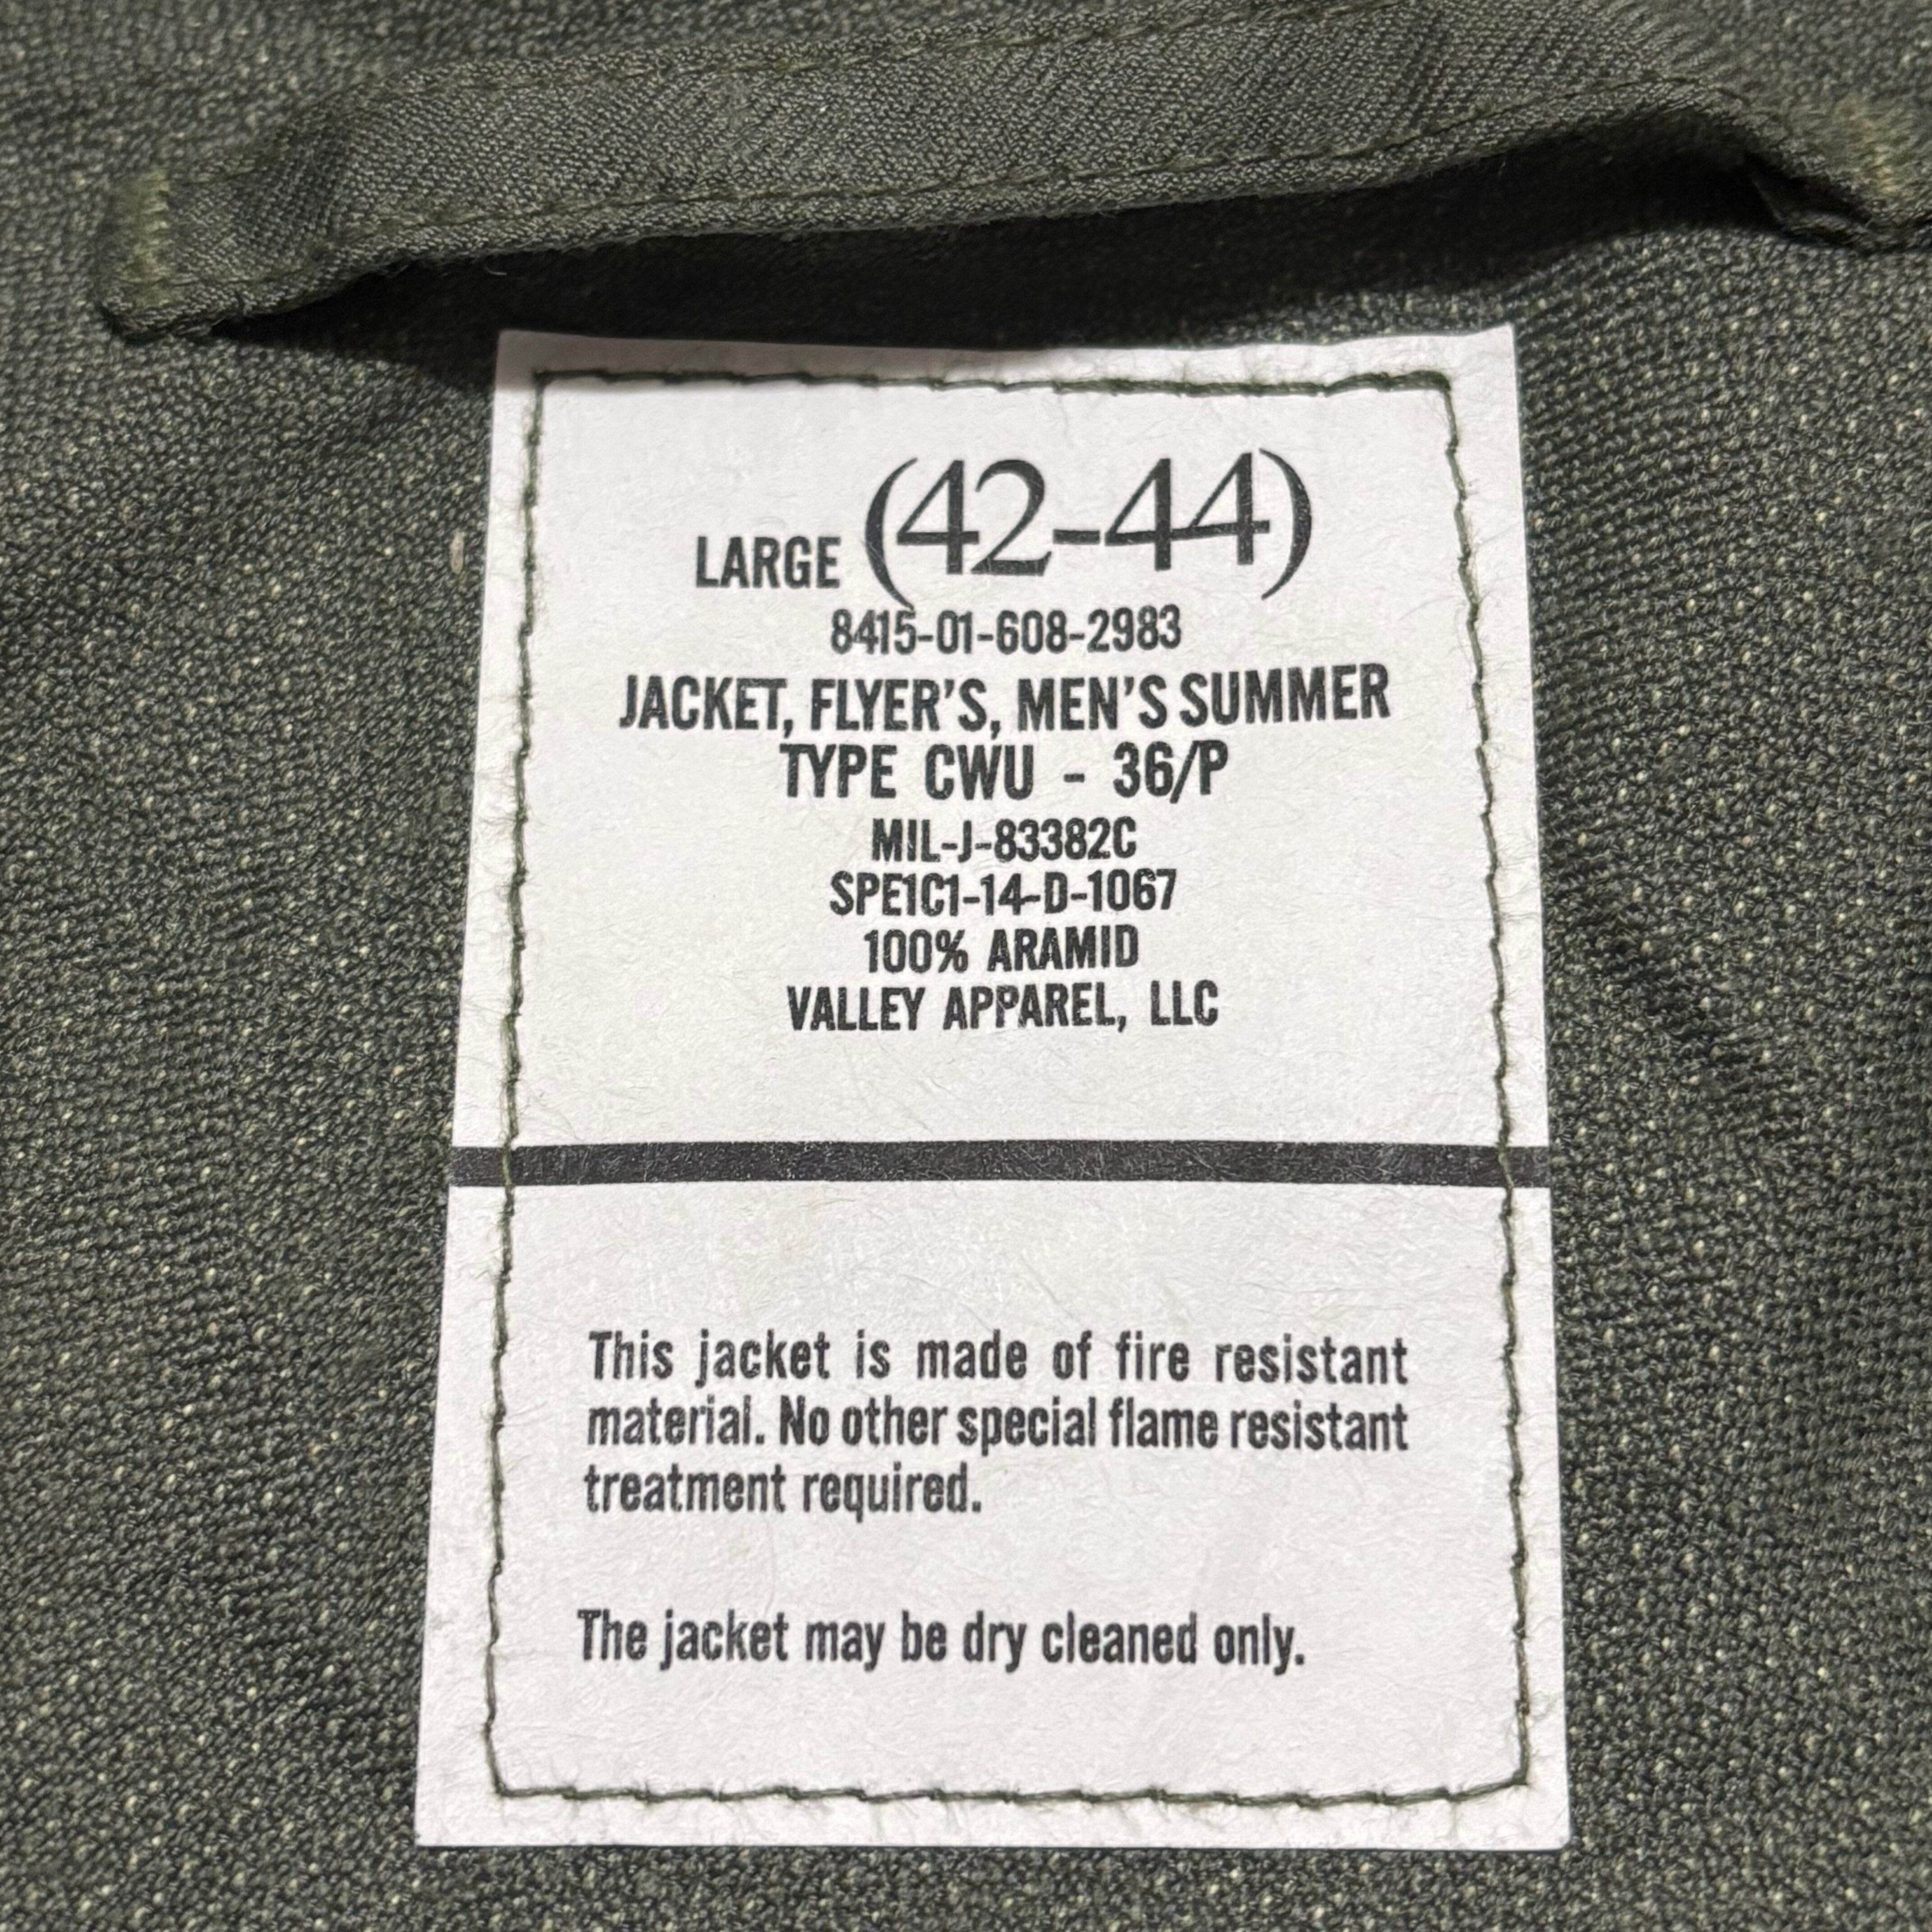 LARGE (42-44)
8415-01-608-2983
JACKET, FLYER'S, MEN'S SUMMER
TYPE CWU - 36/P
MIL-J-83382C
SPE1C1-14-D-1067
100% ARAMID
VALLEY APPAREL, LLC
This jacket is made of fire resistant
material. No other special flame resistant
treatment required.
The jacket may be dry cleaned only.